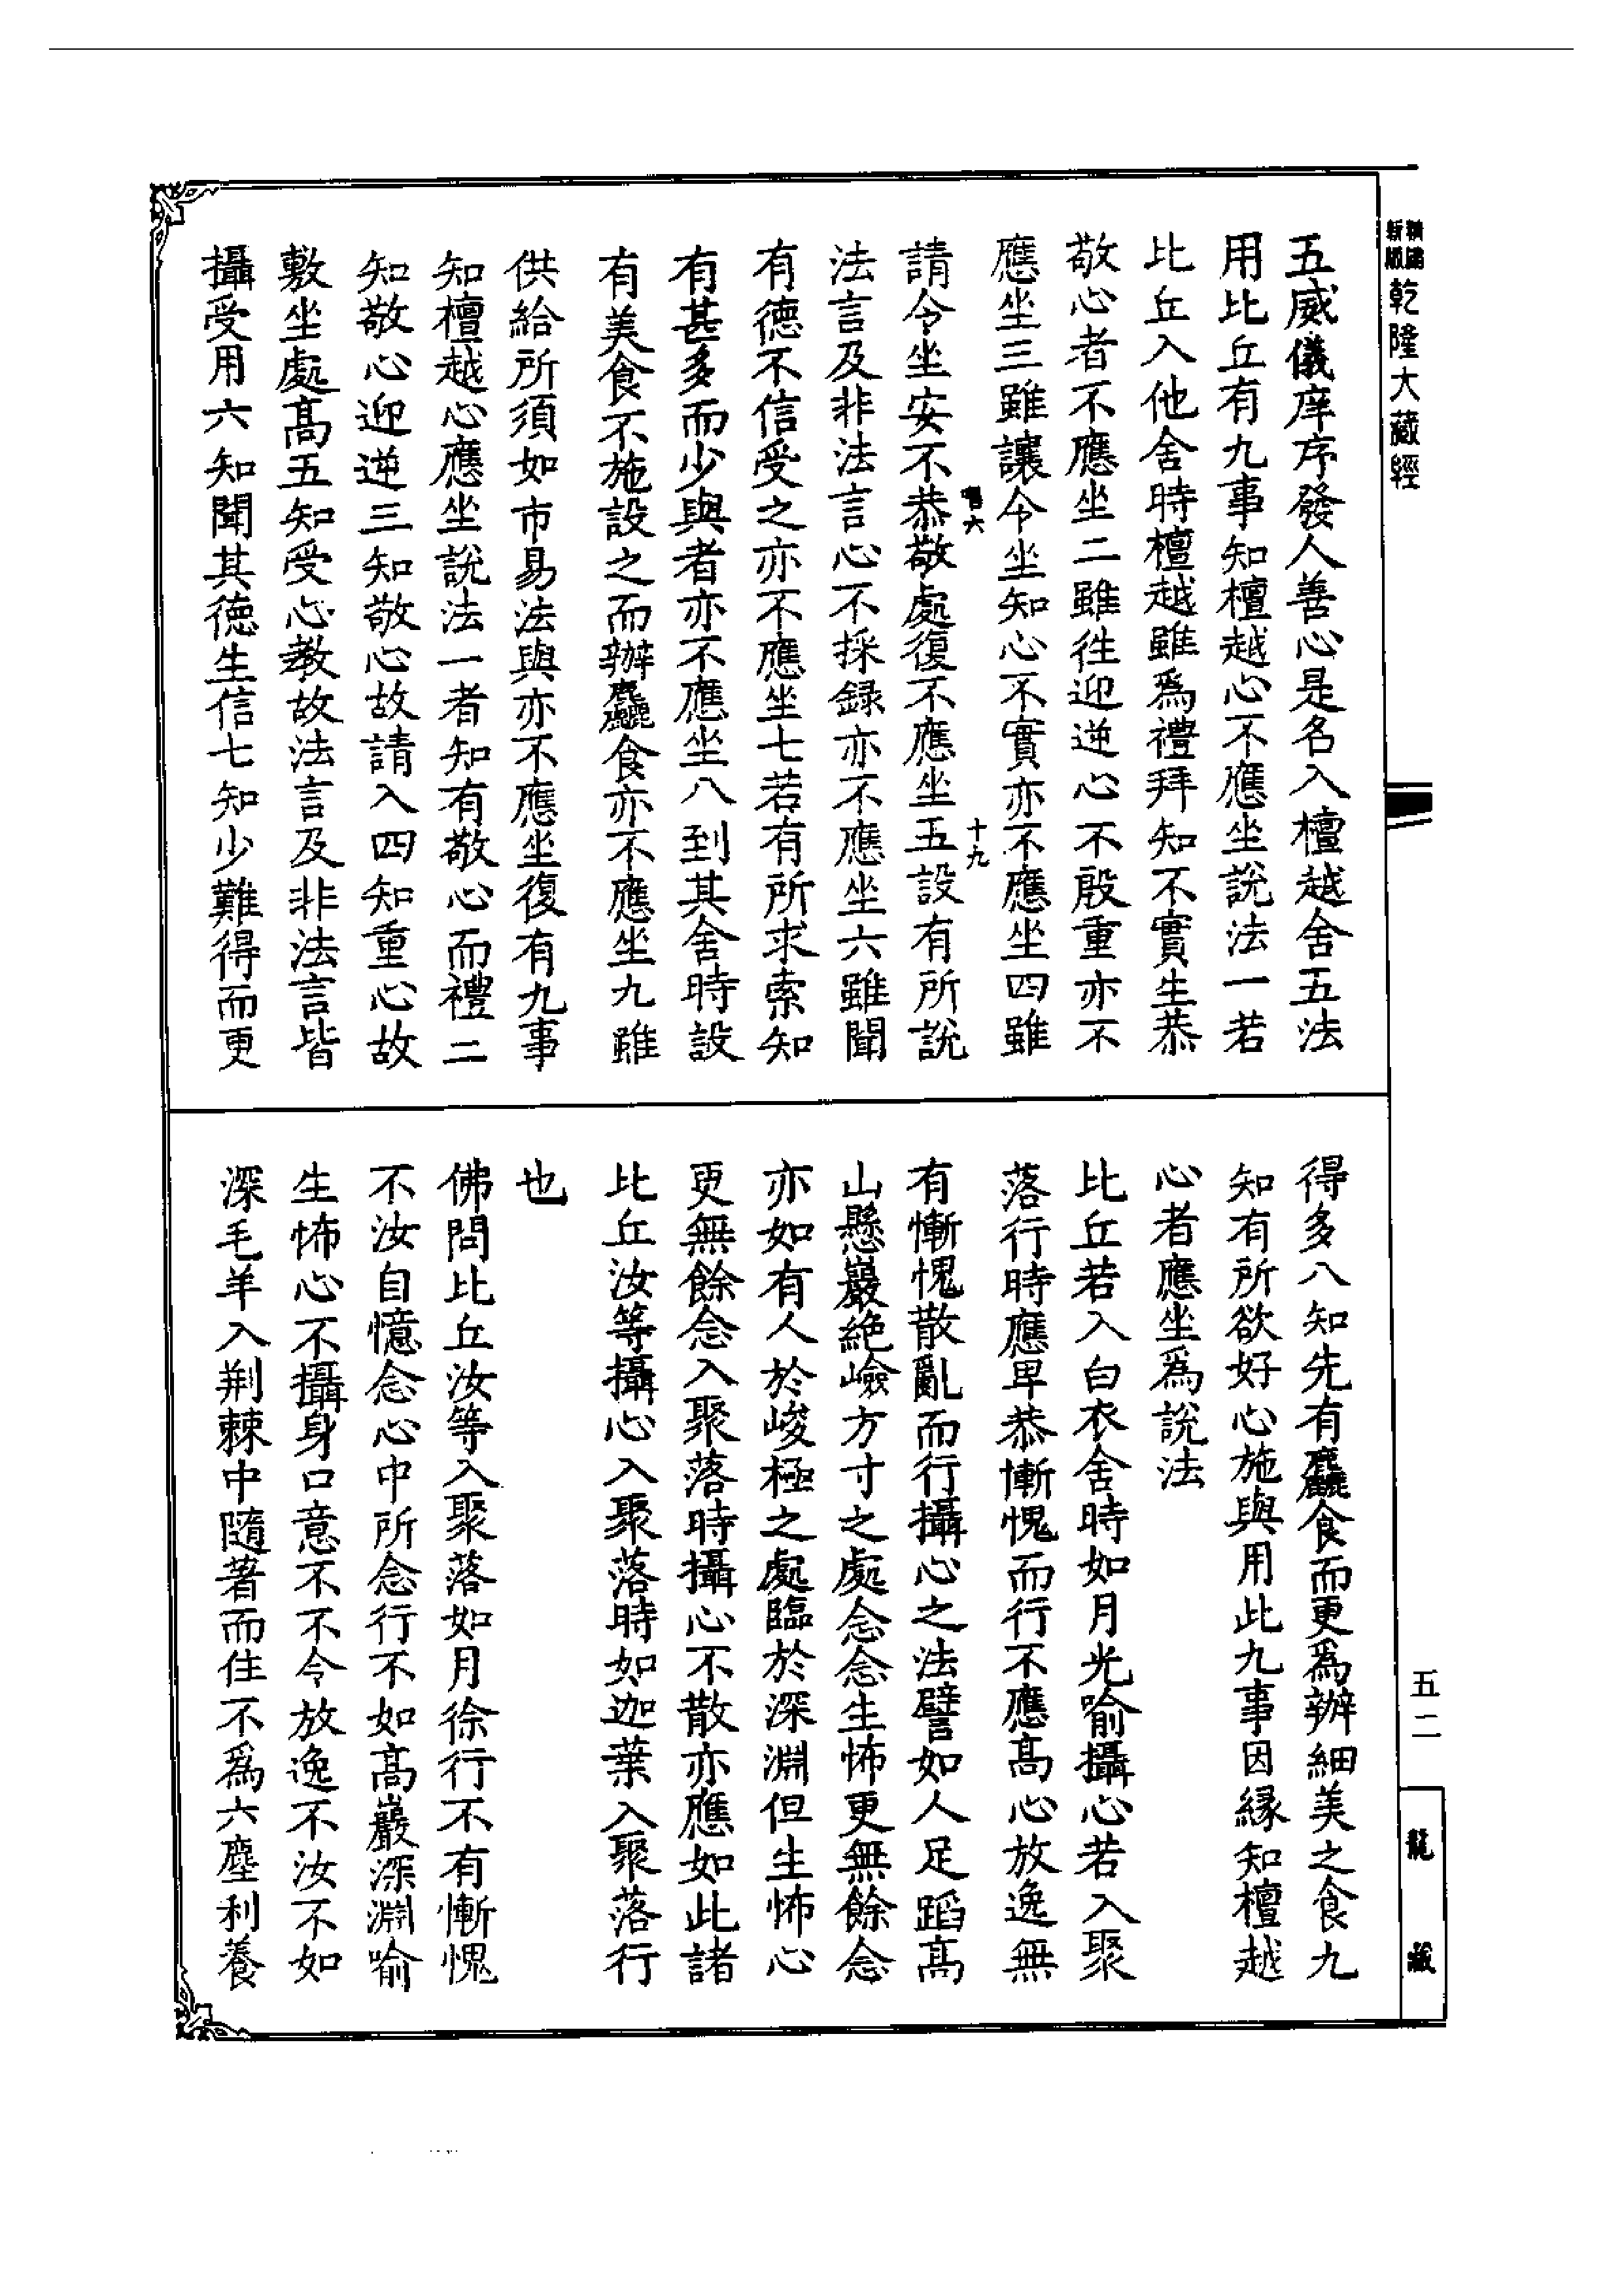 新版
精縮
乾隆大藏經
五威儀庠序發人善心是名入檀越舍五法
用比丘有九事知檀越心不應坐說法一若
比丘入他舍時檀越雖爲禮拜知不實生恭
敬心者不應坐二雖往迎逆心不殷重亦不
應坐三雖讓令坐知心不實亦不應坐四雖
請令坐安不恭敬處復不應坐五設有所說
法言及非法言心不採録亦不應坐六雖聞
有德不信受之亦不應坐七若有所求索知
有甚多而少與者亦不應坐八到其舍時設
有美食不施設之而辦麤食亦不應坐九雖
供給所須如市易法與亦不應坐復有九事
知檀越心應坐說法一者知有敬心而禮二
知敬心迎逆三知敬心故請入四知重心故
敷坐處高五知受心教故法言及非法言皆
攝受用六知聞其德生信七知少難得而更
十九
得多八知先有麤食而更爲辦細美之食九
知有所欲好心施與用此九事因緣知檀越
心者應坐爲說法
比丘若入白衣舍時如月光喻攝心若入聚
落行時應卑恭慚愧而行不應高心放逸無
有慚愧散亂而行攝心之法譬如人足蹈高
山懸巖絶嶮方寸之處念念生怖更無餘念
亦如有人於峻極之處臨於深淵但生怖心
更無餘念入聚落時攝心不散亦應如此諸
比丘汝等攝心入聚落時如迦葉入聚落行
也
佛問比丘汝等入聚落如月徐行不有慚愧
不汝自憶念心中所念行不如高巖深淵喻
生怖心不攝身口意不不令放逸不汝不如
深毛羊入荆棘中隨著而住不爲六塵利養
五二
龍藏